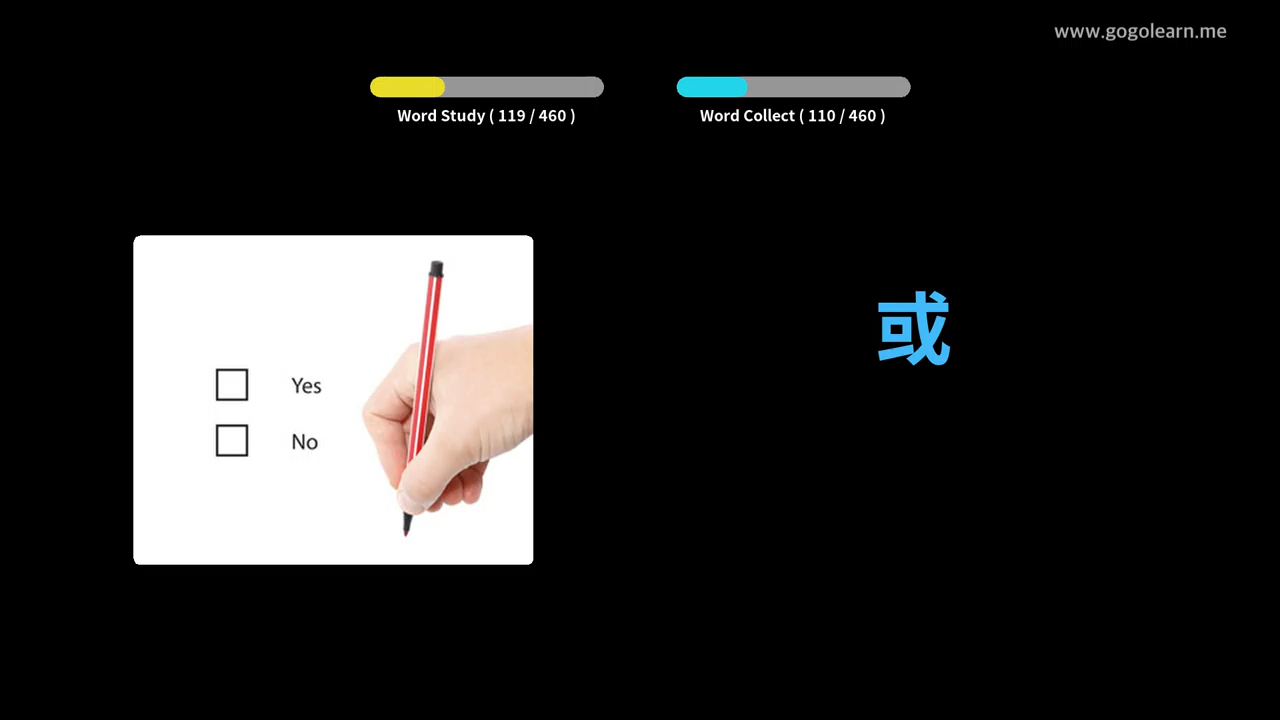 www.gogolearn.me
Word Study ( 119 / 460 )
Word Collect ( 110 / 460 )
Yes
No
或